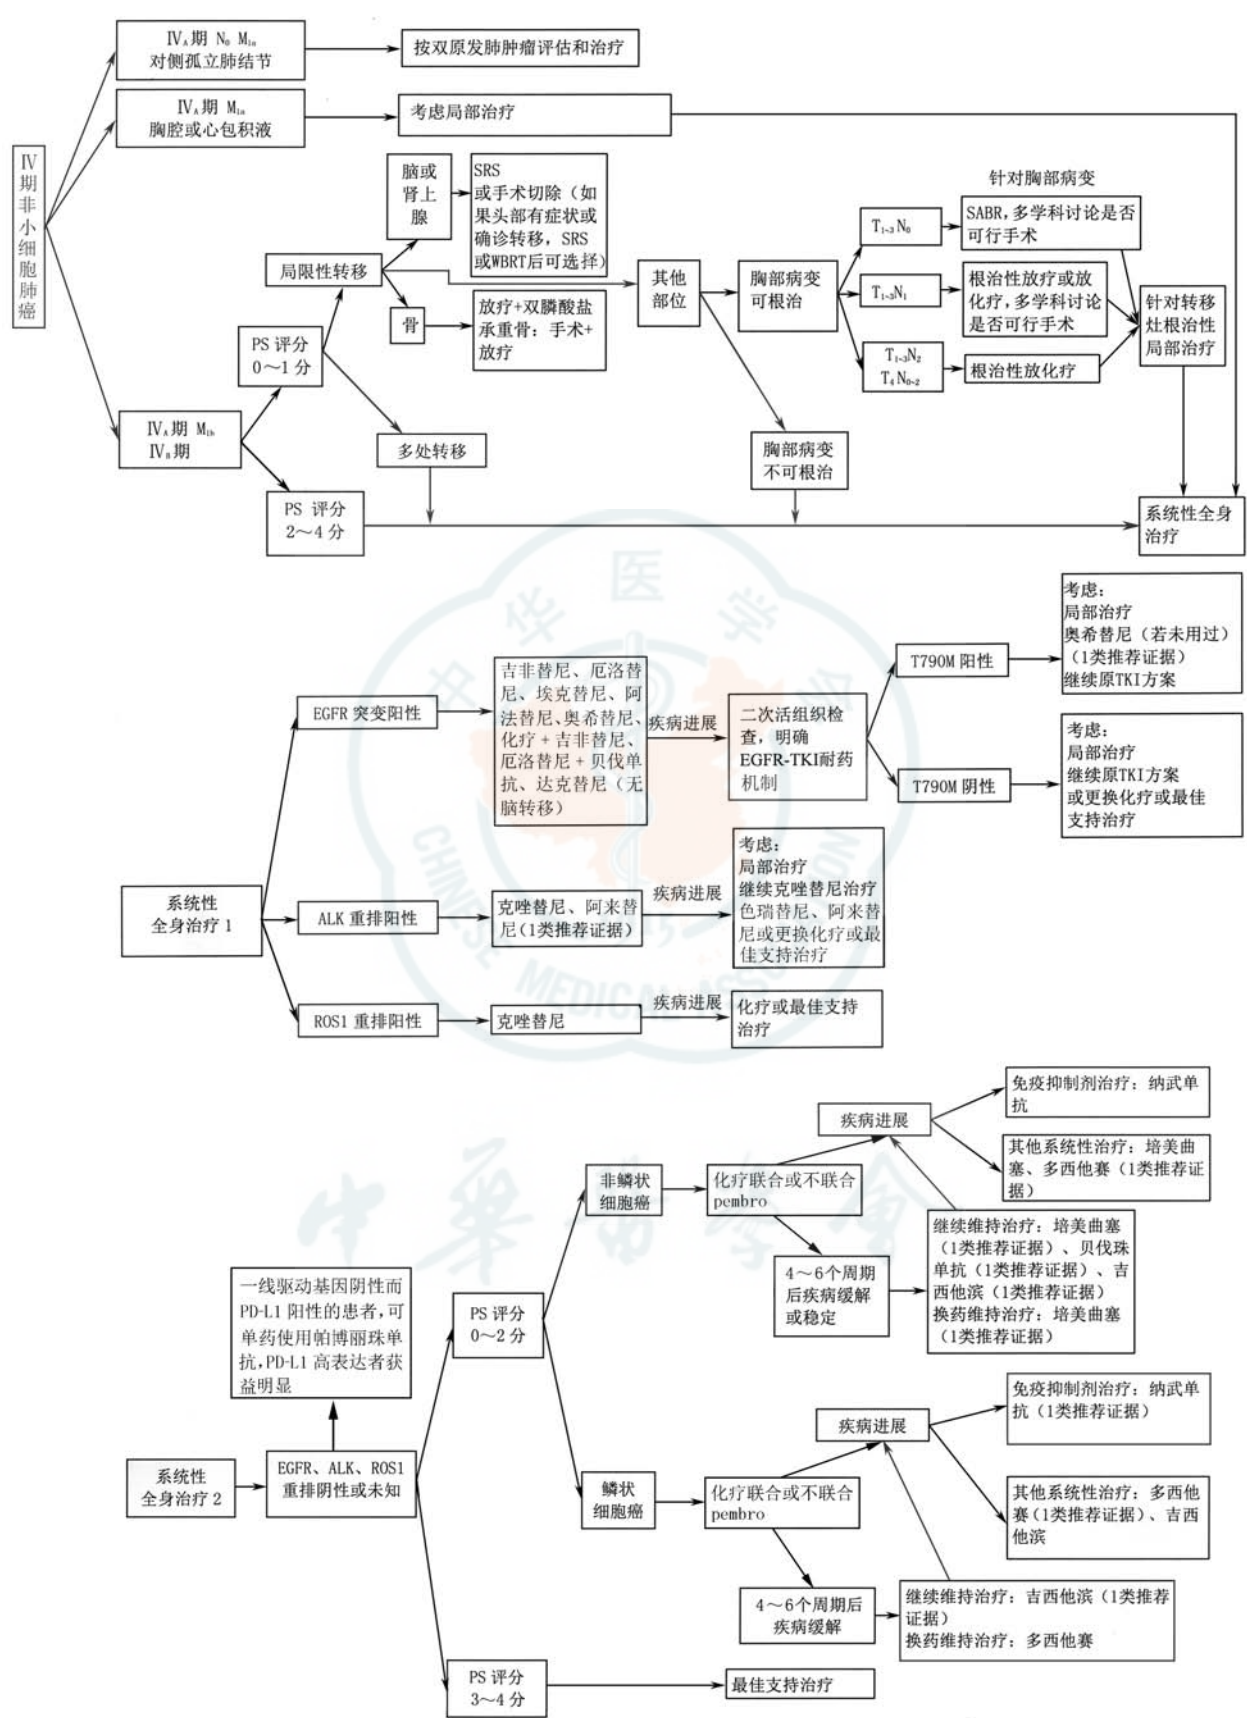 Ⅳ期非小细胞肺癌
Ⅳ_A期 N₀ M₁ₐ
对侧孤立肺结节
按双原发肺肿瘤评估和治疗
Ⅳ_A期 M₁ₐ
胸腔或心包积液
考虑局部治疗
Ⅳ_A期 M₁b
Ⅳ_B期
PS 评分
0～1 分
PS 评分
2～4 分
局限性转移
多处转移
脑或
肾上
腺
SRS
或手术切除（如
果头部有症状或
确诊转移，SRS
或WBRT后可选择）
骨
放疗+双膦酸盐
承重骨：手术+
放疗
其他
部位
胸部病变
可根治
胸部病变
不可根治
针对胸部病变
T₁~₃ N₀
SABR，多学科讨论是否
可行手术
T₁~₃N₁
根治性放疗或放
化疗，多学科讨论
是否可行手术
T₁~₃N₂
T₄ N₀~₂
根治性放化疗
针对转移
灶根治性
局部治疗
系统性全身
治疗
系统性
全身治疗 1
EGFR 突变阳性
吉非替尼、厄洛替
尼、埃克替尼、阿
法替尼、奥希替尼、
化疗 + 吉非替尼、
厄洛替尼 + 贝伐单
抗、达克替尼（无
脑转移）
疾病进展
二次活组织检
查，明确
EGFR-TKI耐药
机制
T790M 阳性
考虑：
局部治疗
奥希替尼（若未用过）
（1类推荐证据）
继续原TKI方案
T790M 阴性
考虑：
局部治疗
继续原TKI方案
或更换化疗或最佳
支持治疗
ALK 重排阳性
克唑替尼、阿来替
尼（1类推荐证据）
疾病进展
考虑：
局部治疗
继续克唑替尼治疗
色瑞替尼、阿来替
尼或更换化疗或最
佳支持治疗
ROS1 重排阳性
克唑替尼
疾病进展
化疗或最佳支持
治疗
系统性
全身治疗 2
EGFR、ALK、ROS1
重排阴性或未知
一线驱动基因阴性而
PD-L1 阳性的患者，可
单药使用帕博丽珠单
抗，PD-L1 高表达者获
益明显
PS 评分
0～2 分
非鳞状
细胞癌
化疗联合或不联合
pembro
疾病进展
免疫抑制剂治疗：纳武单
抗
其他系统性治疗：培美曲
塞、多西他赛（1类推荐证
据）
4～6个周期
后疾病缓解
或稳定
继续维持治疗：培美曲塞
（1类推荐证据）、贝伐珠
单抗（1类推荐证据）、吉
西他滨（1类推荐证据）
换药维持治疗：培美曲塞
（1类推荐证据）
鳞状
细胞癌
化疗联合或不联合
pembro
疾病进展
免疫抑制剂治疗：纳武单
抗（1类推荐证据）
其他系统性治疗：多西他
赛（1类推荐证据）、吉西
他滨
4～6个周期后
疾病缓解
继续维持治疗：吉西他滨（1类推荐
证据）
换药维持治疗：多西他赛
PS 评分
3～4 分
最佳支持治疗
中华医学会
CHINESE MEDICAL ASSOCIATION
1915
中华医学会